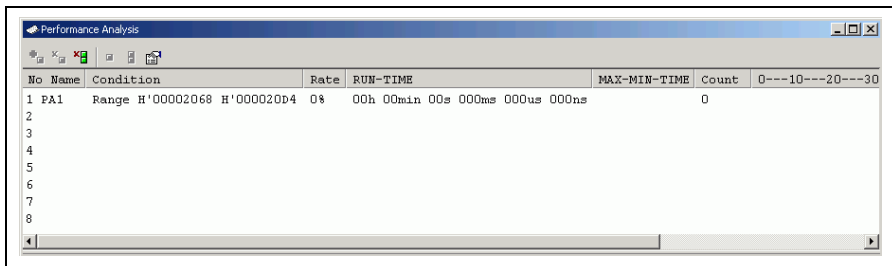 Performance Analysis
No Name Condition Rate RUN-TIME MAX-MIN-TIME Count 0---10---20---30
1 PA1 Range H'00002068 H'000020D4 0% 00h 00min 00s 000ms 000us 000ns 0
2
3
4
5
6
7
8